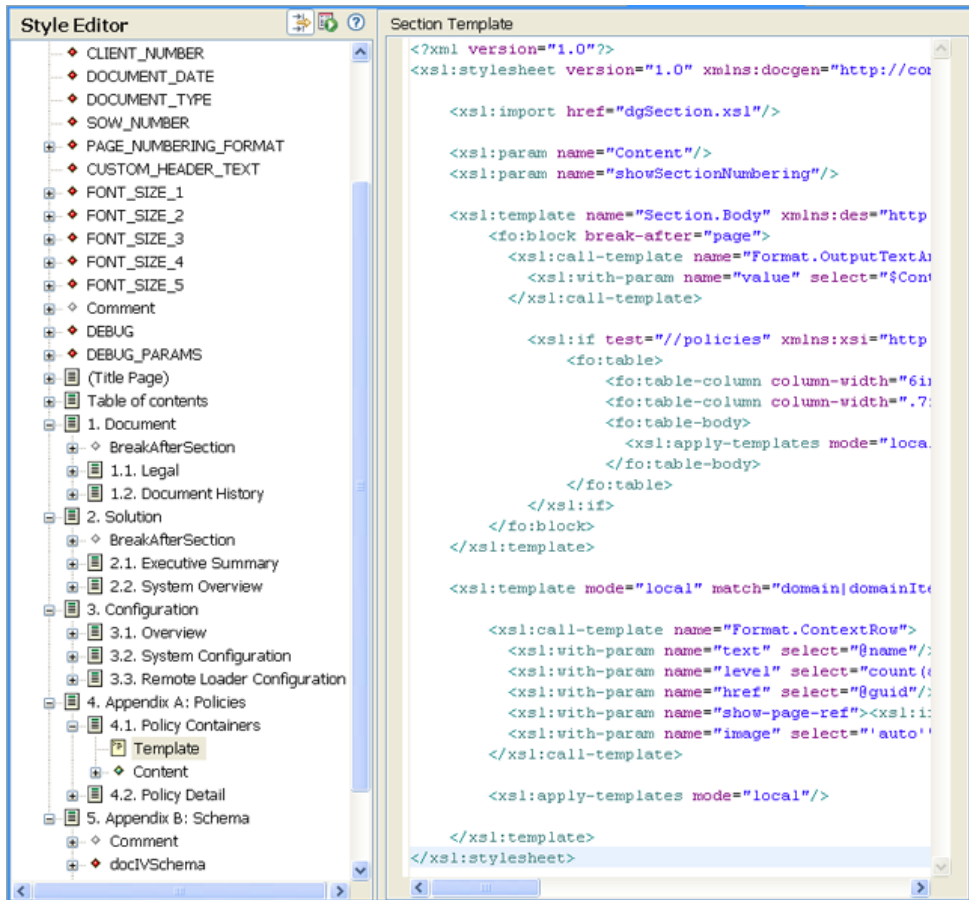 Style Editor
CLIENT_NUMBER
DOCUMENT_DATE
DOCUMENT_TYPE
SOW_NUMBER
PAGE_NUMBERING_FORMAT
CUSTOM_HEADER_TEXT
FONT_SIZE_1
FONT_SIZE_2
FONT_SIZE_3
FONT_SIZE_4
FONT_SIZE_5
Comment
DEBUG
DEBUG_PARAMS
(Title Page)
Table of contents
1. Document
BreakAfterSection
1.1. Legal
1.2. Document History
2. Solution
BreakAfterSection
2.1. Executive Summary
2.2. System Overview
3. Configuration
3.1. Overview
3.2. System Configuration
3.3. Remote Loader Configuration
4. Appendix A: Policies
4.1. Policy Containers
Template
Content
4.2. Policy Detail
5. Appendix B: Schema
Comment
docIVSchema
Section Template
<?xml version="1.0"?>
<xsl:stylesheet version="1.0" xmlns:docgen="http://co
<xsl:import href="dgSection.xsl"/>
<xsl:param name="Content"/>
<xsl:param name="showSectionNumbering"/>
<xsl:template name="Section.Body" xmlns:des="http
<fo:block break-after="page">
<xsl:call-template name="Format.OutputTextA
<xsl:with-param name="value" select="$Cont
</xsl:call-template>
<xsl:if test="//policies" xmlns:xsi="http
<fo:table>
<fo:table-column column-width="6i
<fo:table-column column-width=".7
<fo:table-body>
<xsl:apply-templates mode="loca
</fo:table-body>
</fo:table>
</xsl:if>
</fo:block>
</xsl:template>
<xsl:template mode="local" match="domain|domainIte
<xsl:call-template name="Format.ContextRow">
<xsl:with-param name="text" select="@name"/>
<xsl:with-param name="level" select="count(
<xsl:with-param name="href" select="@guid"/>
<xsl:with-param name="show-page-ref"><xsl:i
<xsl:with-param name="image" select="'auto'
</xsl:call-template>
<xsl:apply-templates mode="local"/>
</xsl:template>
</xsl:stylesheet>